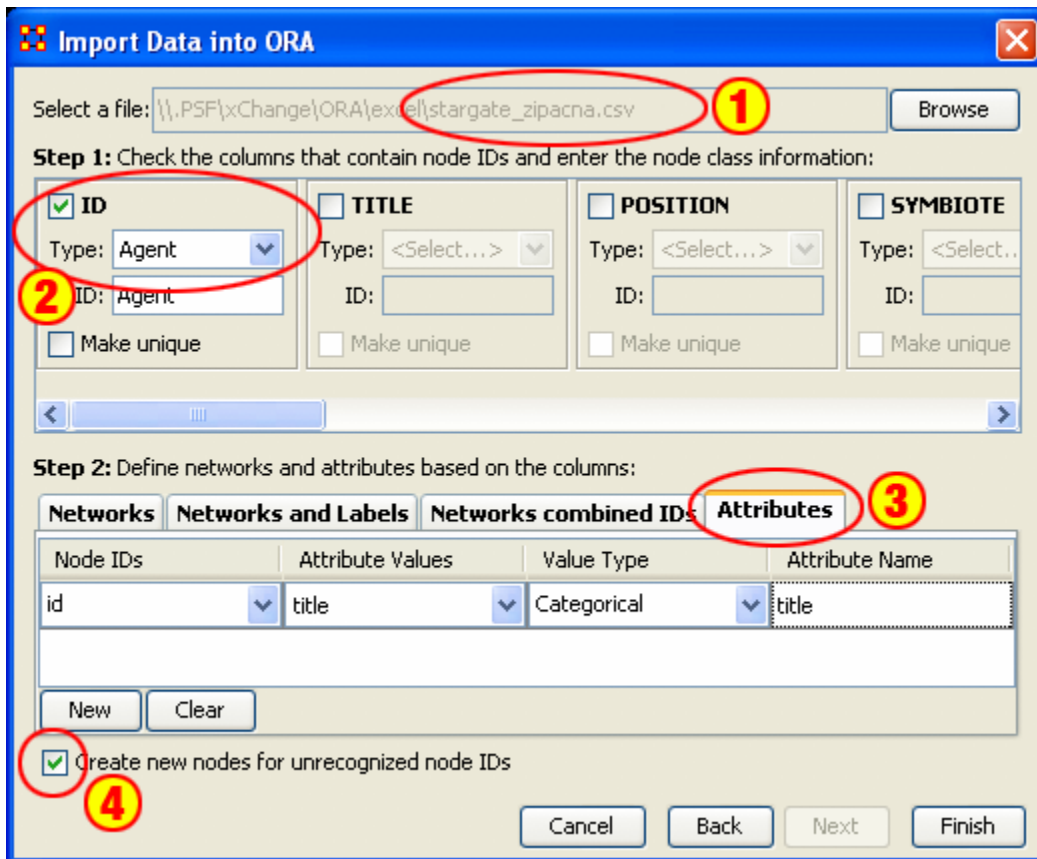 Import Data into ORA
Select a file: \\.PSF\xChange\ORA\excel\stargate_zipacna.csv 1 Browse
Step 1: Check the columns that contain node IDs and enter the node class information:
ID TITLE POSITION SYMBIOTE
Type: Agent Type: <Select...> Type: <Select...> Type: <Select..
2 ID: Agent ID: ID: ID:
Make unique Make unique Make unique Make unique
Step 2: Define networks and attributes based on the columns:
Networks Networks and Labels Networks combined IDs Attributes 3
Node IDs Attribute Values Value Type Attribute Name
id title Categorical title
New Clear
Create new nodes for unrecognized node IDs
4
Cancel Back Next Finish